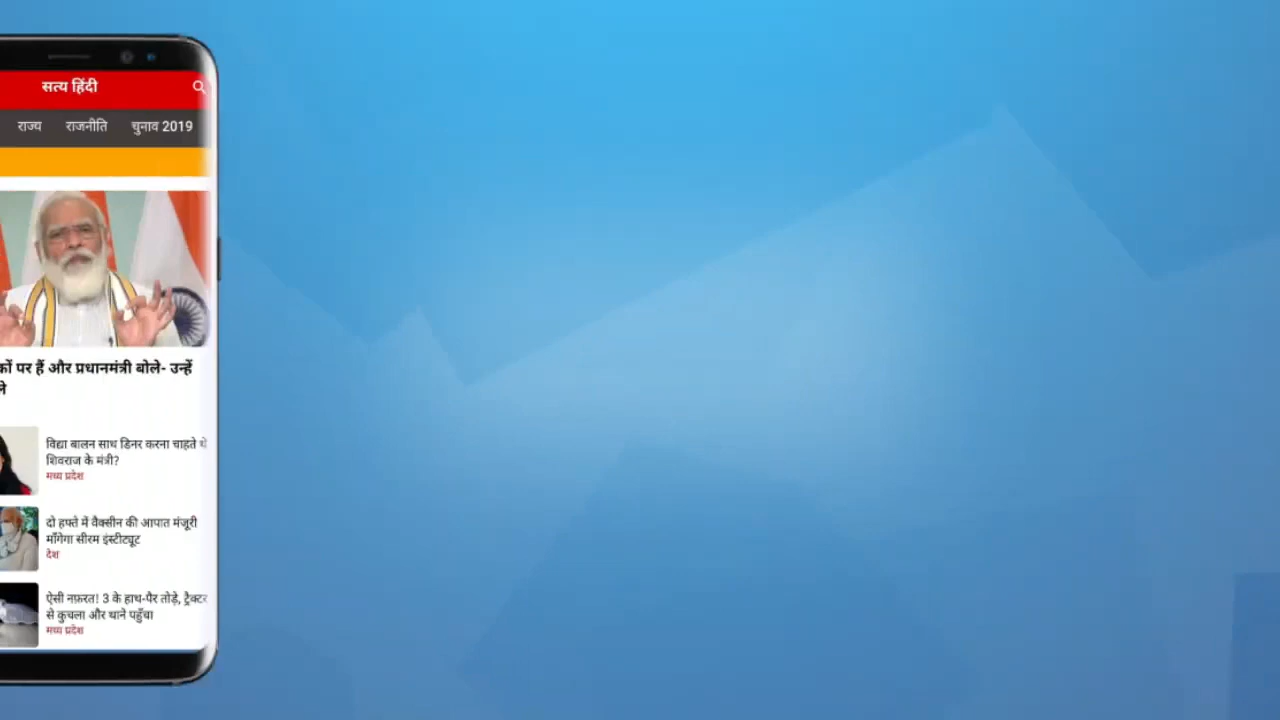 सत्य हिंदी
राज्य राजनीति चुनाव 2019
पर हैं और प्रधानमंत्री बोले- उन्हें
विद्या बालन साथ डिनर करना चाहते थे
शिवराज के मंत्री?
मध्य प्रदेश
दो हफ्ते में वैक्सीन की आपात मंजूरी
माँगेगा सीरम इंस्टीट्यूट
देश
ऐसी नफ़रत! 3 के हाथ-पैर तोड़े, ट्रैक्टर
से कुचला और थाने पहुँचा
मध्य प्रदेश